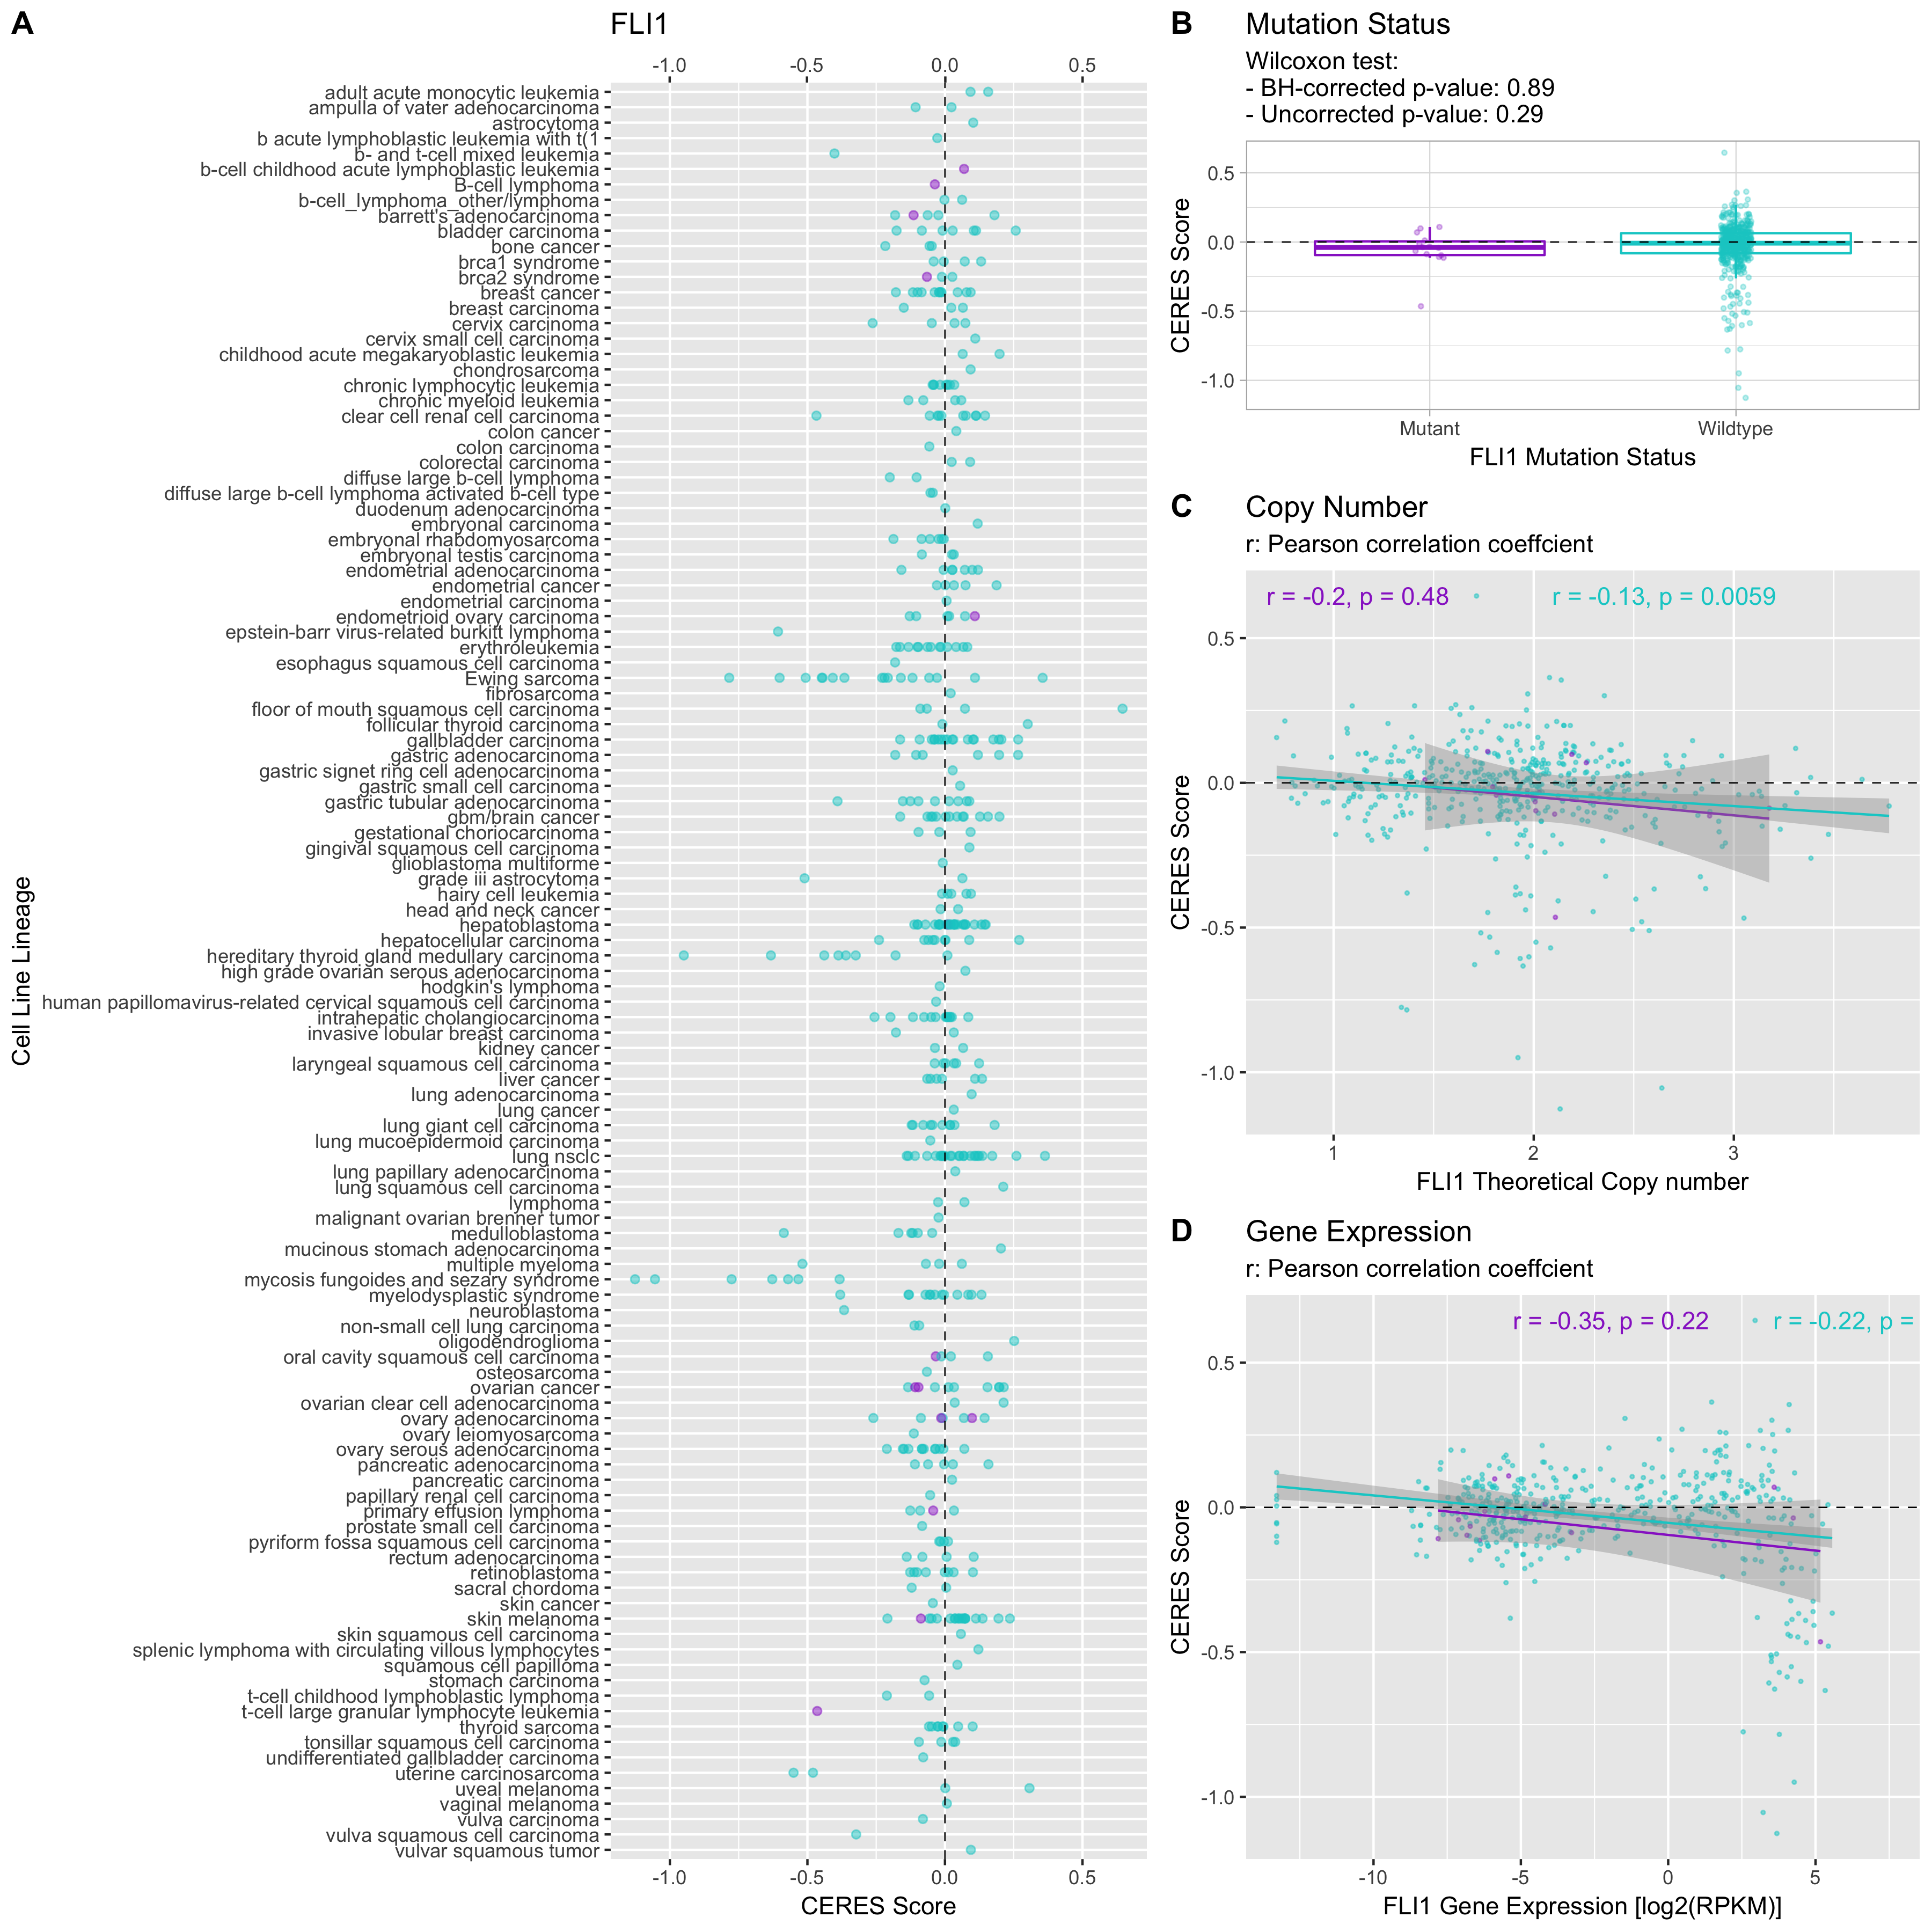 A
FLI1
-1.0
-0.5
0.0
0.5
adult acute monocytic leukemia
ampulla of vater adenocarcinoma
astrocytoma
b acute lymphoblastic leukemia with t(1
b- and t-cell mixed leukemia
b-cell childhood acute lymphoblastic leukemia
B-cell lymphoma
b-cell_lymphoma_other/lymphoma
barrett's adenocarcinoma
bladder carcinoma
bone cancer
brca1 syndrome
brca2 syndrome
breast cancer
breast carcinoma
cervix carcinoma
cervix small cell carcinoma
childhood acute megakaryoblastic leukemia
chondrosarcoma
chronic lymphocytic leukemia
chronic myeloid leukemia
clear cell renal cell carcinoma
colon cancer
colon carcinoma
colorectal carcinoma
diffuse large b-cell lymphoma
diffuse large b-cell lymphoma activated b-cell type
duodenum adenocarcinoma
embryonal carcinoma
embryonal rhabdomyosarcoma
embryonal testis carcinoma
endometrial adenocarcinoma
endometrial cancer
endometrial carcinoma
endometrioid ovary carcinoma
epstein-barr virus-related burkitt lymphoma
erythroleukemia
esophagus squamous cell carcinoma
Ewing sarcoma
fibrosarcoma
floor of mouth squamous cell carcinoma
follicular thyroid carcinoma
gallbladder carcinoma
gastric adenocarcinoma
gastric signet ring cell adenocarcinoma
gastric small cell carcinoma
gastric tubular adenocarcinoma
gbm/brain cancer
gestational choriocarcinoma
gingival squamous cell carcinoma
glioblastoma multiforme
grade iii astrocytoma
hairy cell leukemia
head and neck cancer
hepatoblastoma
hepatocellular carcinoma
hereditary thyroid gland medullary carcinoma
high grade ovarian serous adenocarcinoma
hodgkin's lymphoma
human papillomavirus-related cervical squamous cell carcinoma
intrahepatic cholangiocarcinoma
invasive lobular breast carcinoma
kidney cancer
laryngeal squamous cell carcinoma
liver cancer
lung adenocarcinoma
lung cancer
lung giant cell carcinoma
lung mucoepidermoid carcinoma
lung nsclc
lung papillary adenocarcinoma
lung squamous cell carcinoma
lymphoma
malignant ovarian brenner tumor
medulloblastoma
mucinous stomach adenocarcinoma
multiple myeloma
mycosis fungoides and sezary syndrome
myelodysplastic syndrome
neuroblastoma
non-small cell lung carcinoma
oligodendroglioma
oral cavity squamous cell carcinoma
osteosarcoma
ovarian cancer
ovarian clear cell adenocarcinoma
ovary adenocarcinoma
ovary leiomyosarcoma
ovary serous adenocarcinoma
pancreatic adenocarcinoma
pancreatic carcinoma
papillary renal cell carcinoma
primary effusion lymphoma
prostate small cell carcinoma
pyriform fossa squamous cell carcinoma
rectum adenocarcinoma
retinoblastoma
sacral chordoma
skin cancer
skin melanoma
skin squamous cell carcinoma
splenic lymphoma with circulating villous lymphocytes
squamous cell papilloma
stomach carcinoma
t-cell childhood lymphoblastic lymphoma
t-cell large granular lymphocyte leukemia
thyroid sarcoma
tonsillar squamous cell carcinoma
undifferentiated gallbladder carcinoma
uterine carcinosarcoma
uveal melanoma
vaginal melanoma
vulva carcinoma
vulva squamous cell carcinoma
vulvar squamous tumor
-1.0
-0.5
0.0
0.5
CERES Score
Cell Line Lineage
B
Mutation Status
Wilcoxon test:
- BH-corrected p-value: 0.89
- Uncorrected p-value: 0.29
0.5
0.0
-0.5
-1.0
CERES Score
Mutant
Wildtype
FLI1 Mutation Status
C
Copy Number
r: Pearson correlation coeffcient
r = -0.2, p = 0.48
r = -0.13, p = 0.0059
0.5
0.0
-0.5
-1.0
CERES Score
1
2
3
FLI1 Theoretical Copy number
D
Gene Expression
r: Pearson correlation coeffcient
r = -0.35, p = 0.22
r = -0.22, p =
0.5
0.0
-0.5
-1.0
CERES Score
-10
-5
0
5
FLI1 Gene Expression [log2(RPKM)]